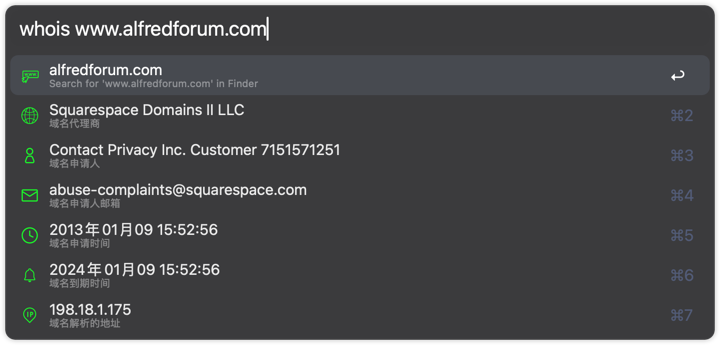 whois www.alfredforum.com
alfredforum.com
Search for 'www.alfredforum.com' in Finder
Squarespace Domains II LLC
⌘2
域名代理商
Contact Privacy Inc. Customer 7151571251
⌘3
域名申请人
abuse-complaints@squarespace.com
⌘4
域名申请人邮箱
2013年01月09 15:52:56
⌘5
域名申请时间
2024年01月09 15:52:56
⌘6
域名到期时间
IP
198.18.1.175
⌘7
域名解析的地址